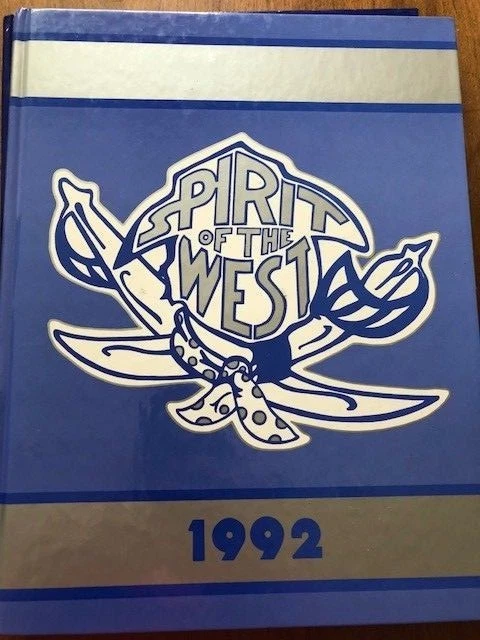 SPIRIT
OF THE
WEST
1992